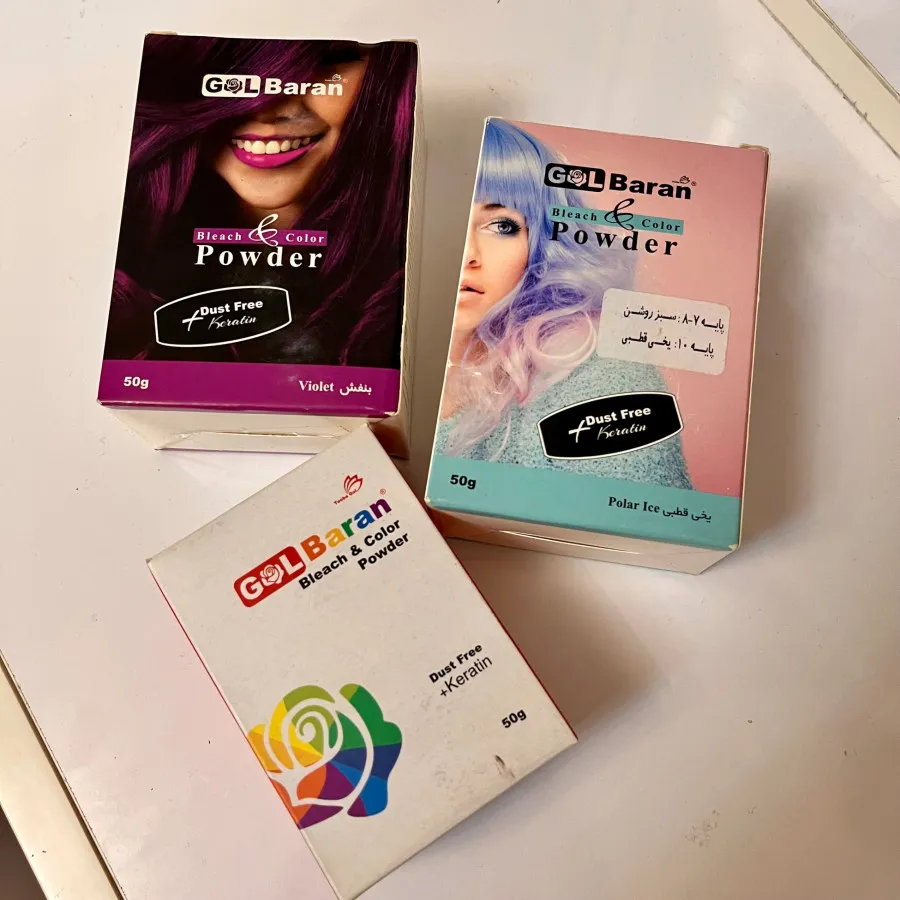 GOL Baran®
Bleach & Color
Powder
+Dust Free
Keratin
50g
Violet بنفش
GOL Baran®
Bleach & Color
Powder
پایه ۷-۸: سبز روشن
پایه ۱۰: یخی قطبی
+Dust Free
Keratin
50g
Polar Ice یخی قطبی
GOL Baran®
Bleach & Color
Powder
Dust Free
+Keratin
50g